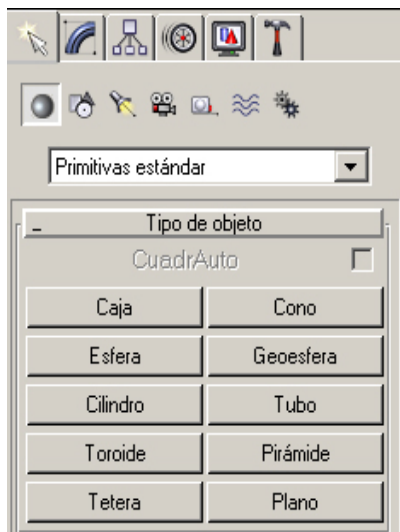 Primitivas estándar
- Tipo de objeto
CuadrAuto
Caja Cono
Esfera Geoesfera
Cilindro Tubo
Toroide Pirámide
Tetera Plano